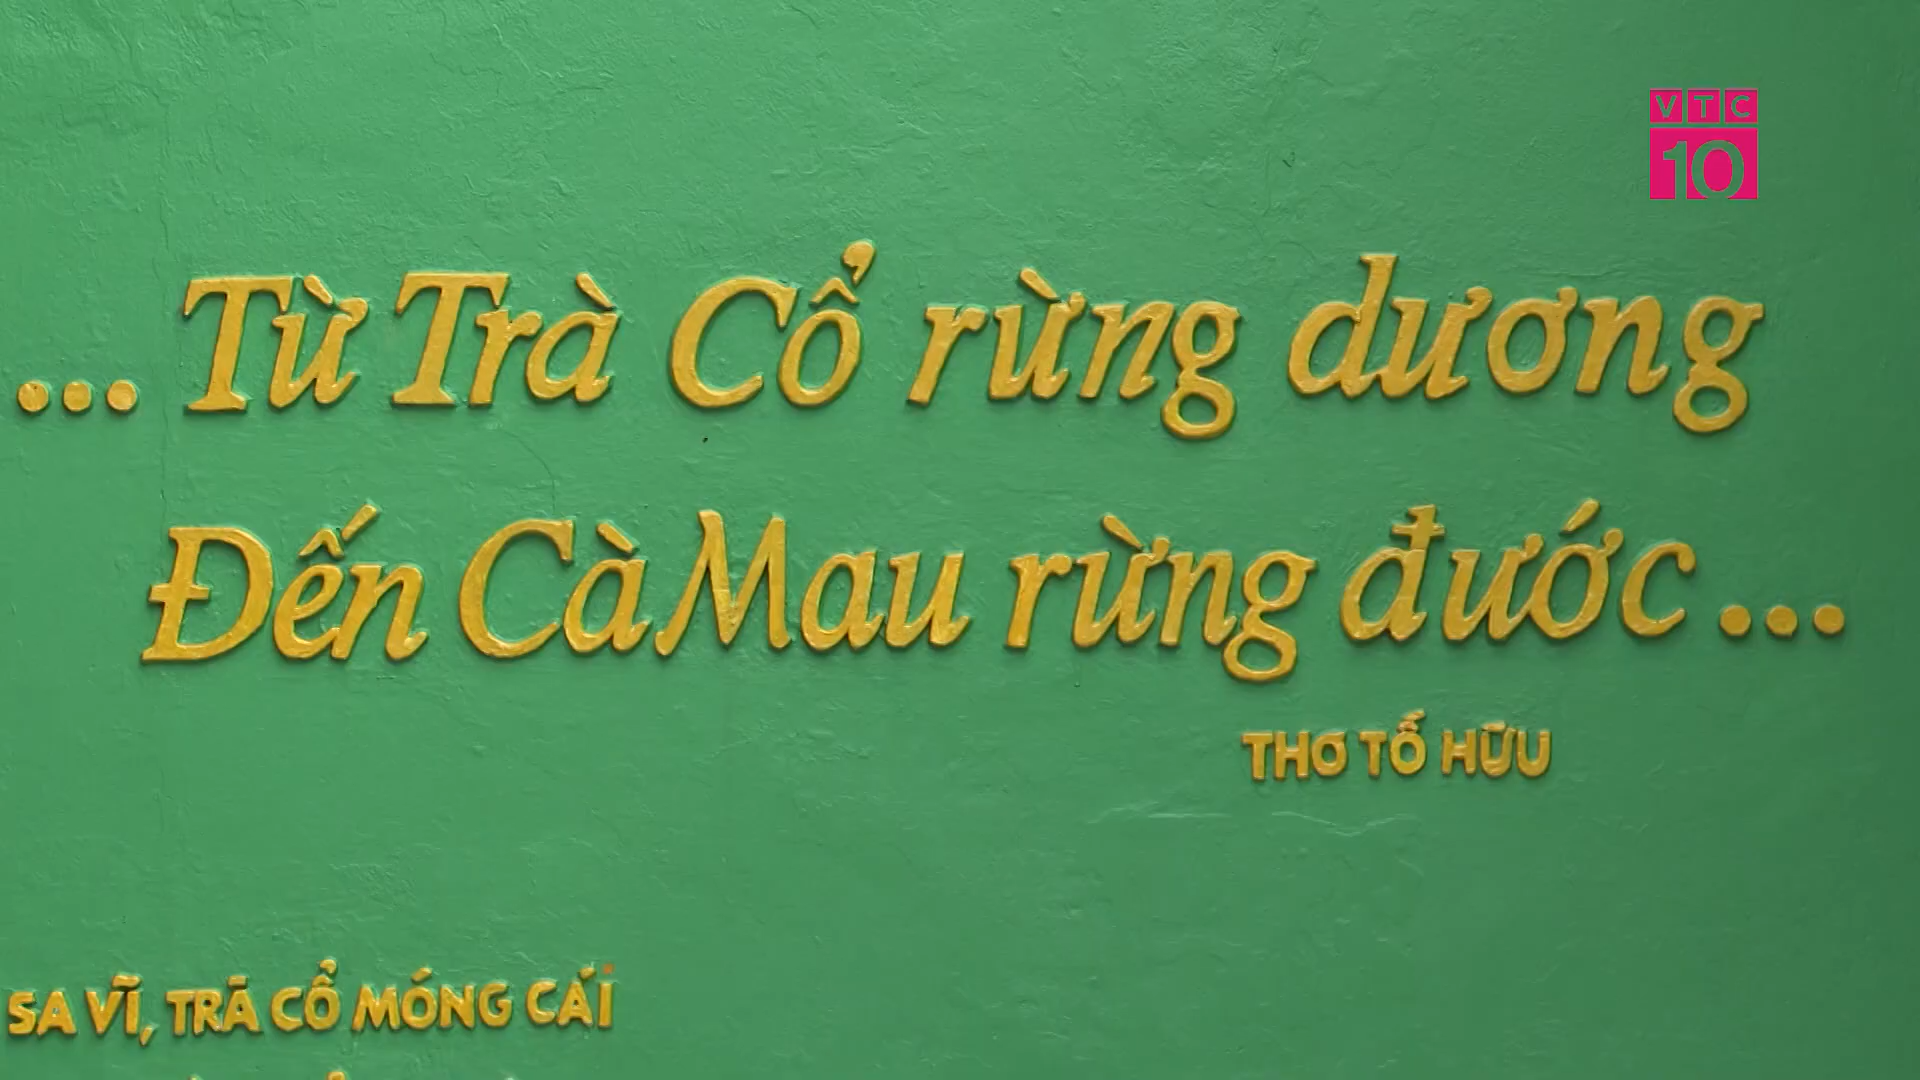 VTC
10
... Từ Trà Cổ rừng dương
Đến Cà Mau rừng đước ...
THƠ TỐ HỮU
SA VĨ, TRÀ CỔ MÓNG CÁI